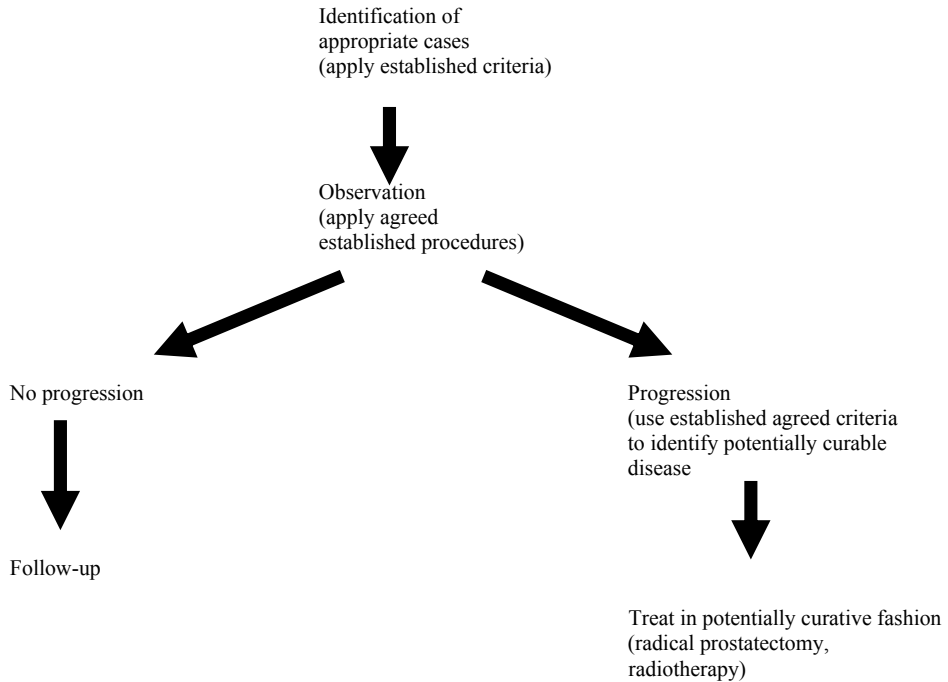 Identification of
appropriate cases
(apply established criteria)
Observation
(apply agreed
established procedures)
No progression
Progression
(use established agreed criteria
to identify potentially curable
disease
Follow-up
Treat in potentially curative fashion
(radical prostatectomy,
radiotherapy)